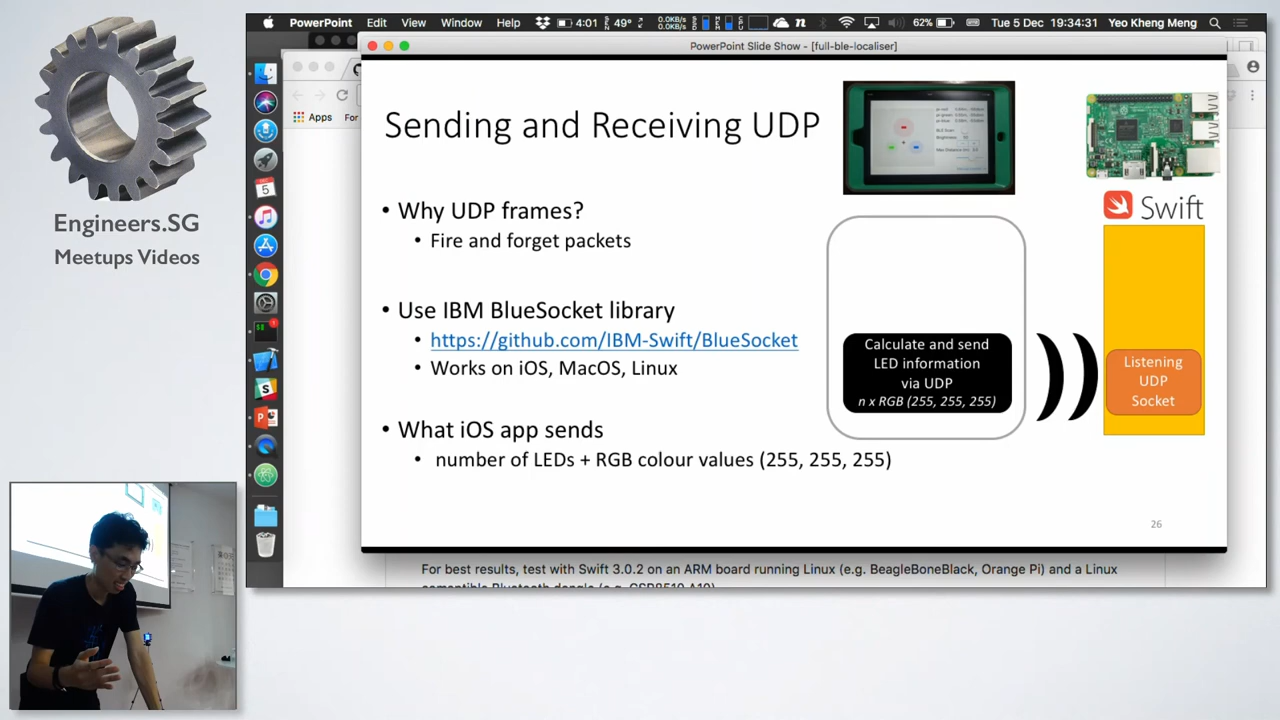 PowerPoint Edit View Window Help 4:01 49° 0.0KB/s 0.0KB/s 62% Tue 5 Dec 19:34:31 Yeo Kheng Meng
PowerPoint Slide Show - [full-ble-localiser]
Apps For
Engineers.SG
Meetups Videos
Sending and Receiving UDP
• Why UDP frames?
• Fire and forget packets
• Use IBM BlueSocket library
• https://github.com/IBM-Swift/BlueSocket
• Works on iOS, MacOS, Linux
• What iOS app sends
• number of LEDs + RGB colour values (255, 255, 255)
Calculate and send
LED information
via UDP
n x RGB (255, 255, 255)
Swift
Listening
UDP
Socket
26
For best results, test with Swift 3.0.2 on an ARM board running Linux (e.g. BeagleBoneBlack, Orange Pi) and a Linux